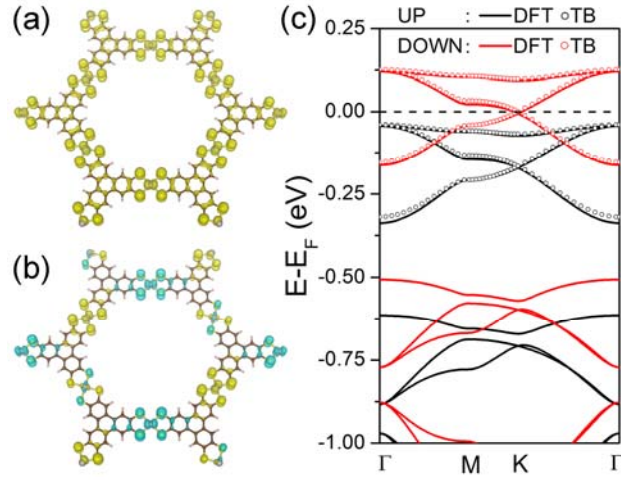 (a)
(b)
(c)
UP : DFT TB
DOWN: DFT TB
0.25
0.00
-0.25
-0.50
-0.75
-1.00
E-E_F (eV)
Γ M K Γ